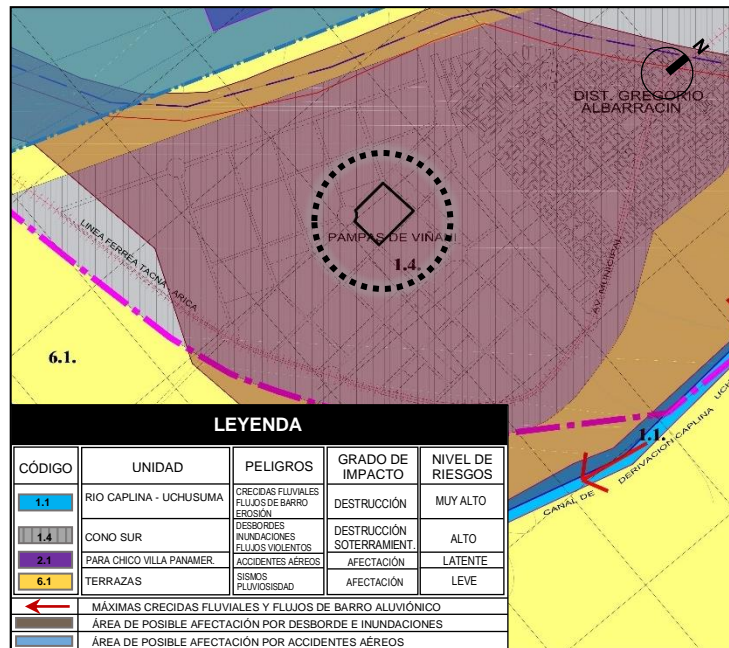 N
DIST. GREGORIO
ALBARRACIN
PAMPAS DE VIÑANI
1.4.
LINEA FERREA TACNA - ARICA
AV. MUNICIPAL
6.1.
1.1.
CANAL DE DERIVACION CAPLINA UCH
LEYENDA
CÓDIGO UNIDAD PELIGROS GRADO DE IMPACTO NIVEL DE RIESGOS
1.1 RIO CAPLINA - UCHUSUMA CRECIDAS FLUVIALES FLUJOS DE BARRO EROSIÓN DESTRUCCIÓN MUY ALTO
1.4 CONO SUR DESBORDES INUNDACIONES FLUJOS VIOLENTOS DESTRUCCIÓN SOTERRAMIENT. ALTO
2.1 PARA CHICO VILLA PANAMER. ACCIDENTES AÉREOS AFECTACIÓN LATENTE
6.1 TERRAZAS SISMOS PLUVIOSISDAD AFECTACIÓN LEVE
MÁXIMAS CRECIDAS FLUVIALES Y FLUJOS DE BARRO ALUVIÓNICO
ÁREA DE POSIBLE AFECTACIÓN POR DESBORDE E INUNDACIONES
ÁREA DE POSIBLE AFECTACIÓN POR ACCIDENTES AÉREOS